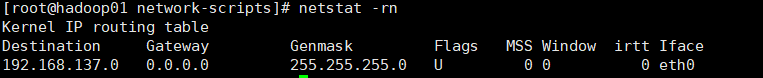 [root@hadoop01 network-scripts]# netstat -rn
Kernel IP routing table
Destination     Gateway         Genmask         Flags   MSS Window  irtt Iface
192.168.137.0   0.0.0.0         255.255.255.0   U         0 0          0 eth0